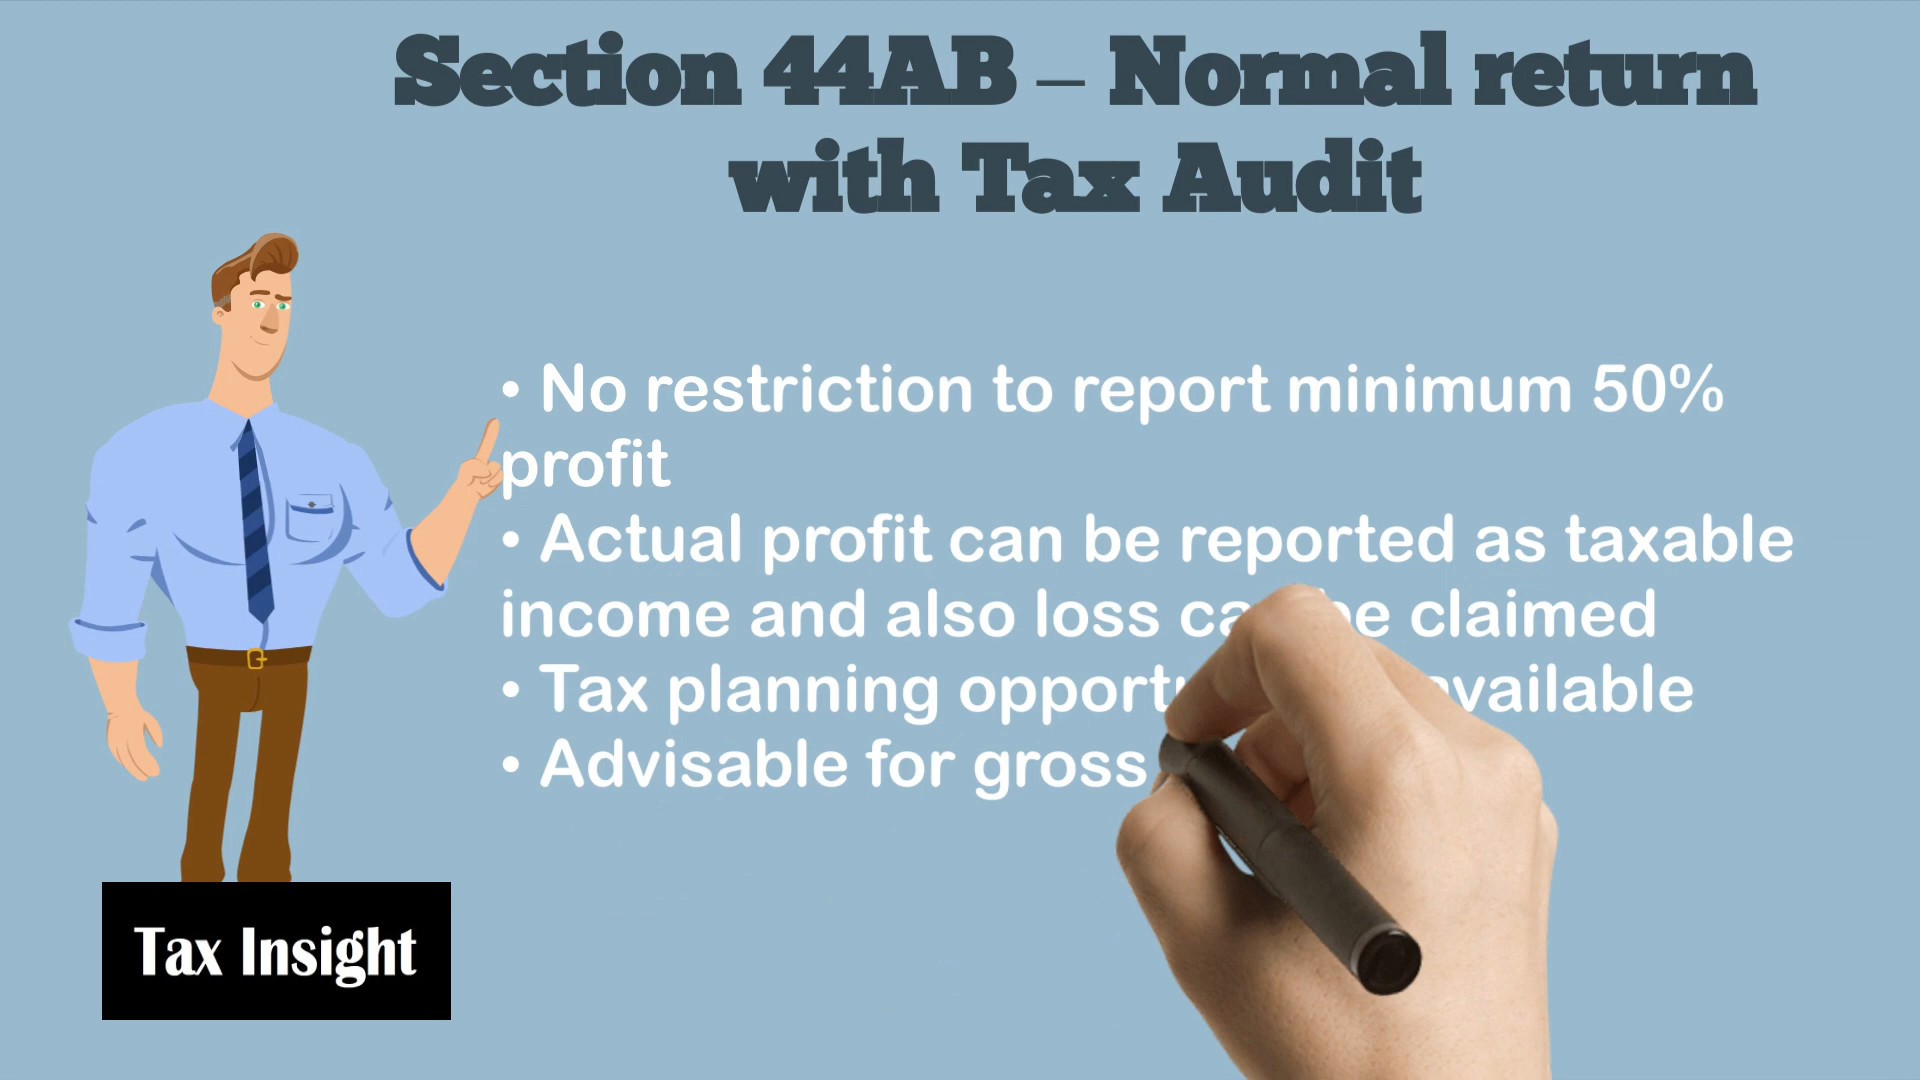 Section 44AB – Normal return
with Tax Audit
• No restriction to report minimum 50%
profit
• Actual profit can be reported as taxable
income and also loss claimed
• Tax planning available
• Advisable for gross
Tax Insight